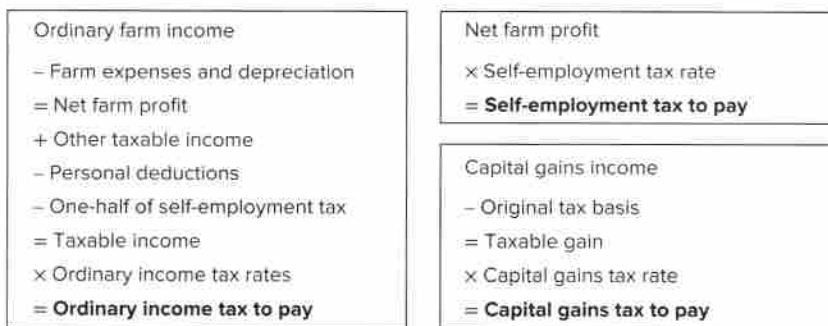 Ordinary farm income
– Farm expenses and depreciation
= Net farm profit
+ Other taxable income
– Personal deductions
– One-half of self-employment tax
= Taxable income
× Ordinary income tax rates
= Ordinary income tax to pay
Net farm profit
× Self-employment tax rate
= Self-employment tax to pay
Capital gains income
– Original tax basis
= Taxable gain
× Capital gains tax rate
= Capital gains tax to pay